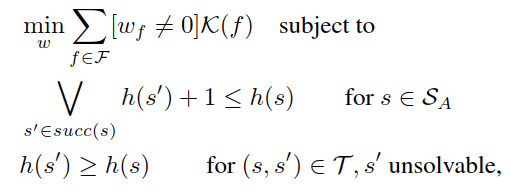 min_w ∑_{f∈ℱ} [w_f ≠ 0]𝒦(f) subject to
⋁_{s′∈succ(s)} h(s′) + 1 ≤ h(s) for s ∈ 𝒮_A
h(s′) ≥ h(s) for (s, s′) ∈ 𝒯, s′ unsolvable,